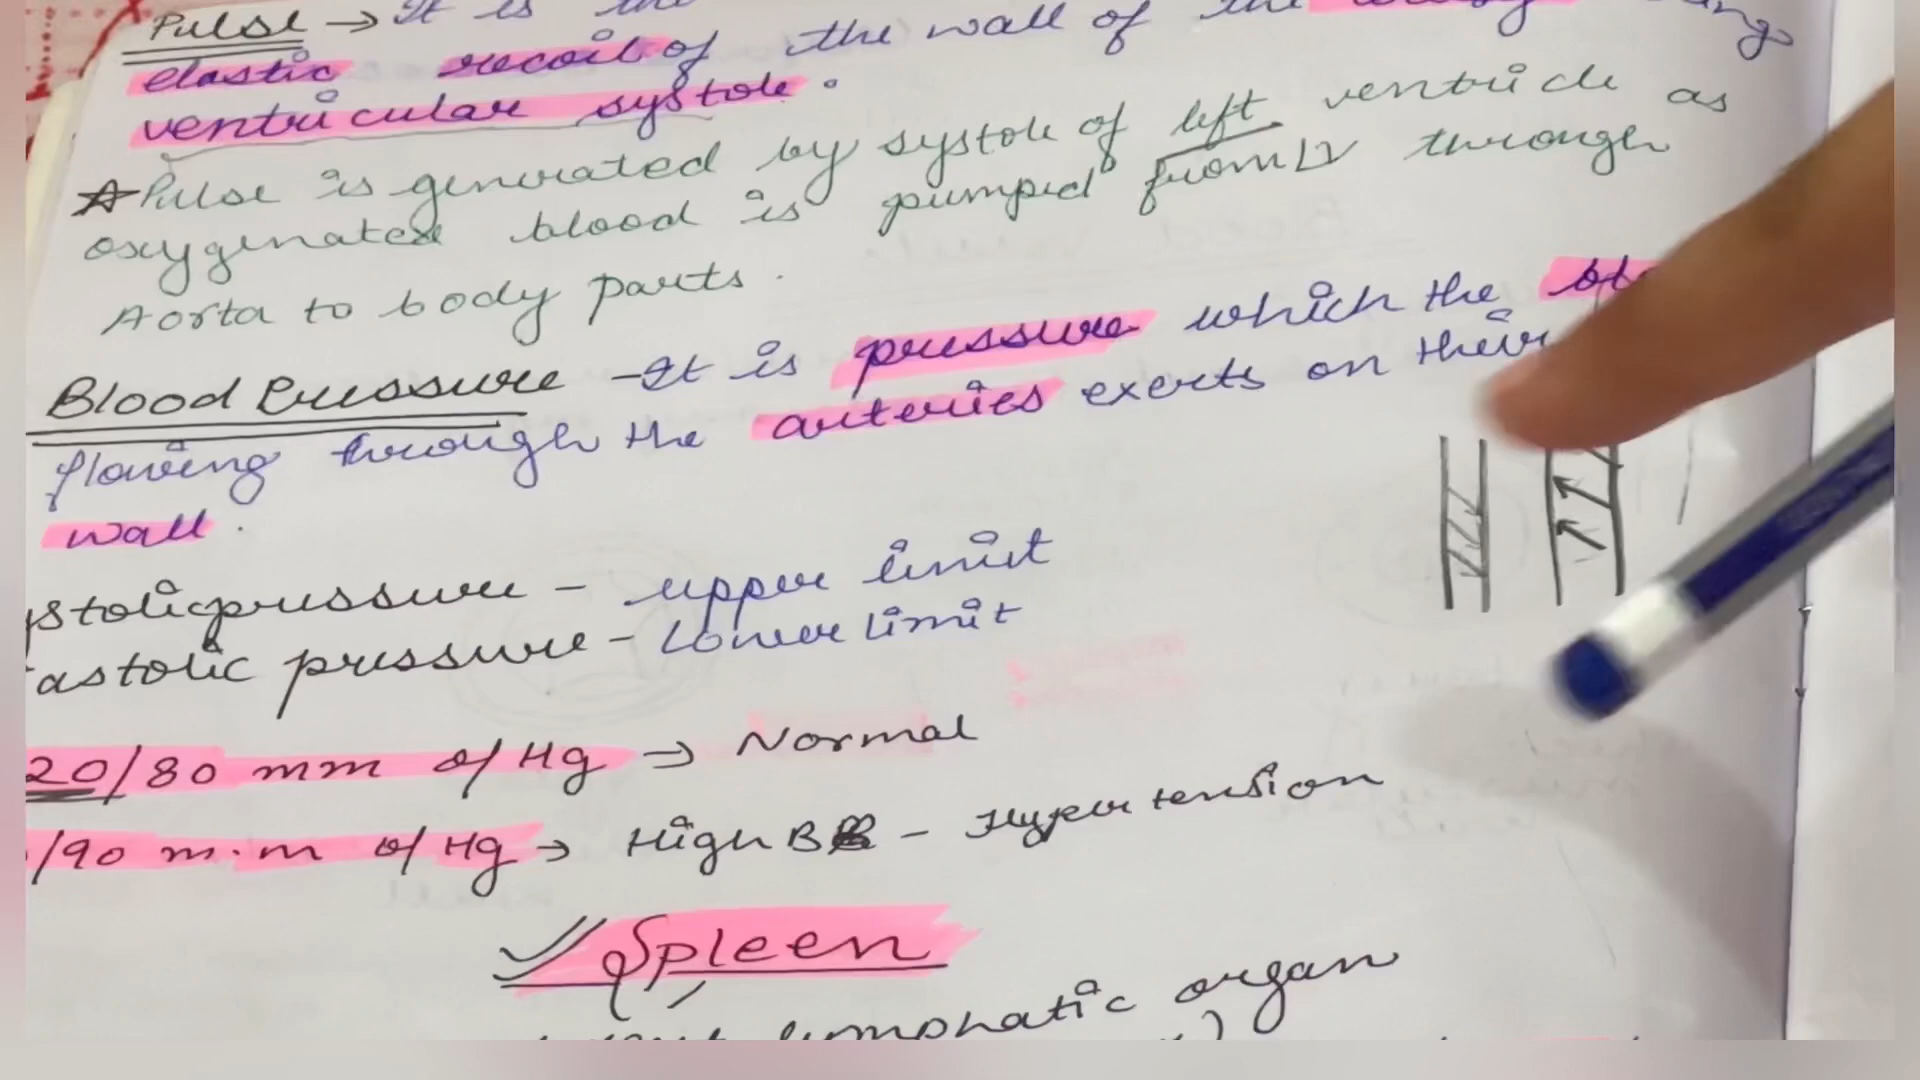 Pulse → It is the
elastic recoil of the wall of the
ventricular systole.
Pulse is generated by systole of left ventricle as
oxygenated blood is pumped from LV through
Aorta to body parts.
Blood Pressure - It is pressure which the
flowing through the arteries exerts on their
wall.
ystolic pressure - upper limit
astolic pressure - Lower limit
20/80 mm of Hg → Normal
/90 m.m of Hg → High B - Hypertension
Spleen
lymphatic organ